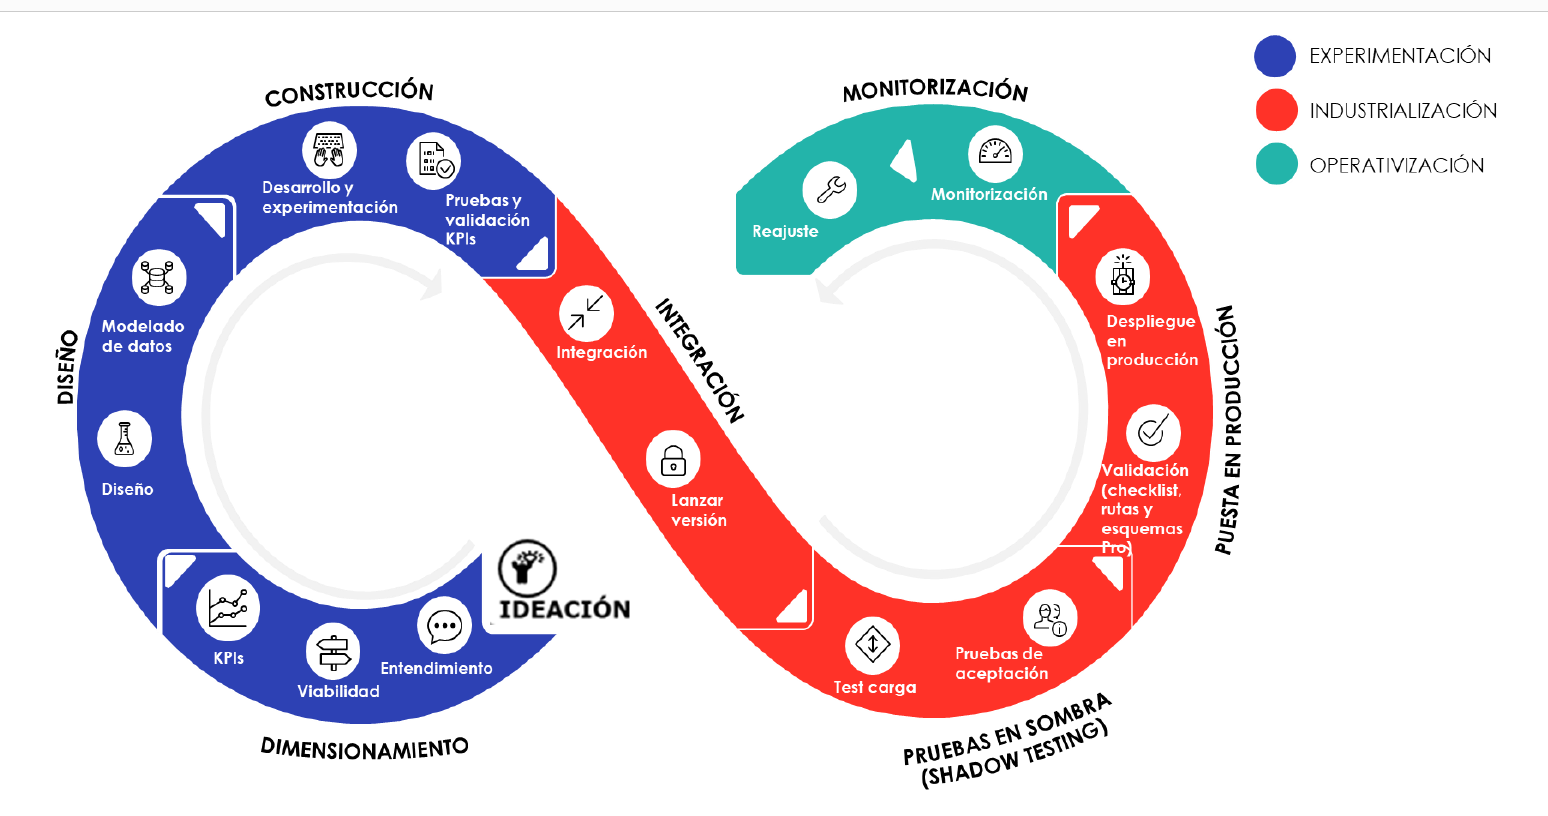 EXPERIMENTACIÓN
INDUSTRIALIZACIÓN
OPERATIVIZACIÓN
IDEACIÓN
DIMENSIONAMIENTO
Entendimiento
Viabilidad
KPIs
DISEÑO
Diseño
Modelado
de datos
CONSTRUCCIÓN
Desarrollo y
experimentación
Pruebas y
validación
KPIs
INTEGRACIÓN
Integración
Lanzar
versión
PRUEBAS EN SOMBRA
(SHADOW TESTING)
Test carga
Pruebas de
aceptación
PUESTA EN PRODUCCIÓN
Validación
(checklist,
rutas y
esquemas
Pro)
Despliegue
en
producción
MONITORIZACIÓN
Monitorización
Reajuste